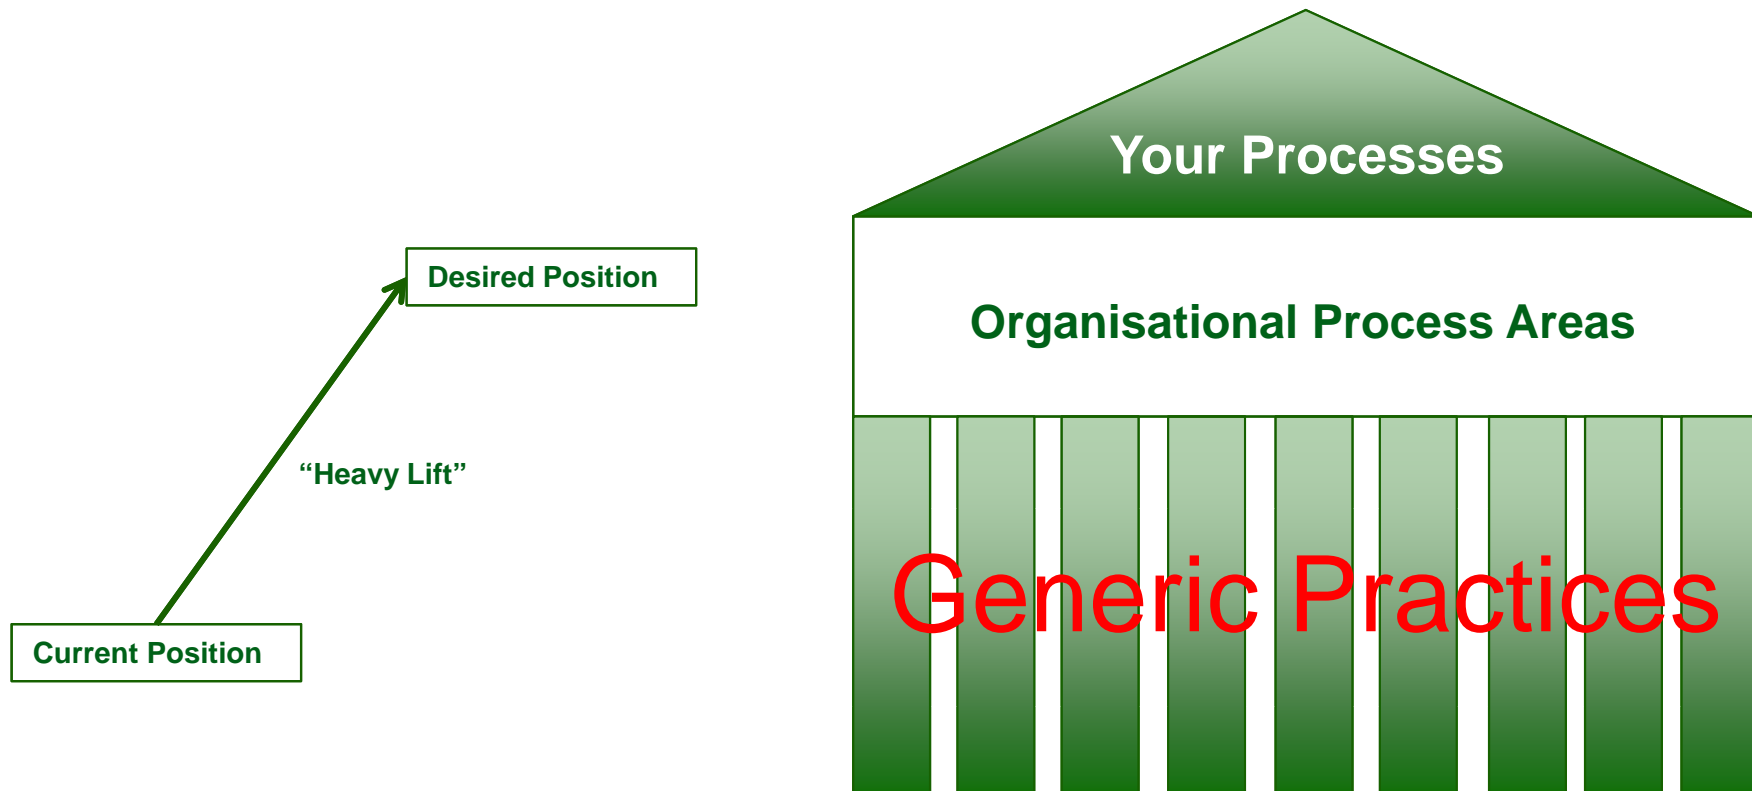 Your Processes
Desired Position
Organisational Process Areas
“Heavy Lift”
Generic Practices
Current Position